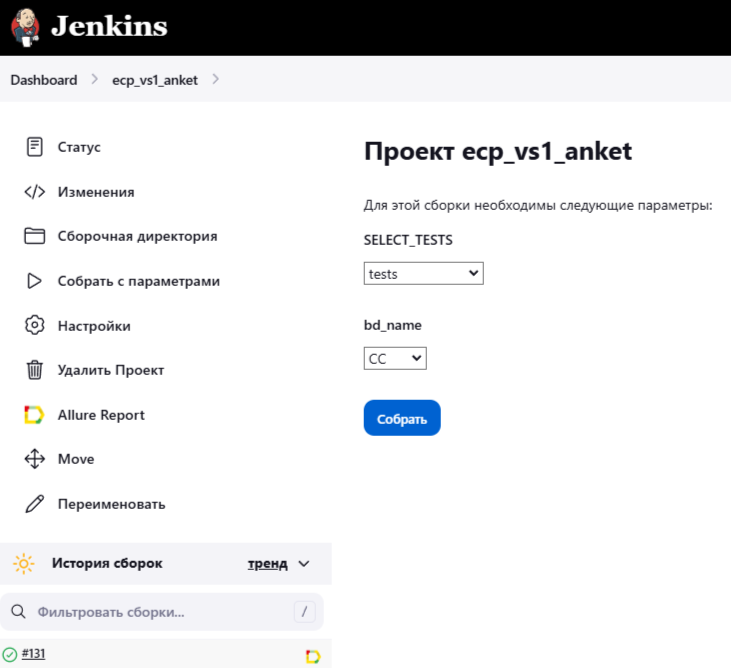 Jenkins
Dashboard
ecp_vs1_anket
Статус
Изменения
Сборочная директория
Собрать с параметрами
Настройки
Удалить Проект
Allure Report
Move
Переименовать
История сборок
тренд
Фильтровать сборки...
/
#131
Проект ecp_vs1_anket
Для этой сборки необходимы следующие параметры:
SELECT_TESTS
tests
bd_name
CC
Собрать